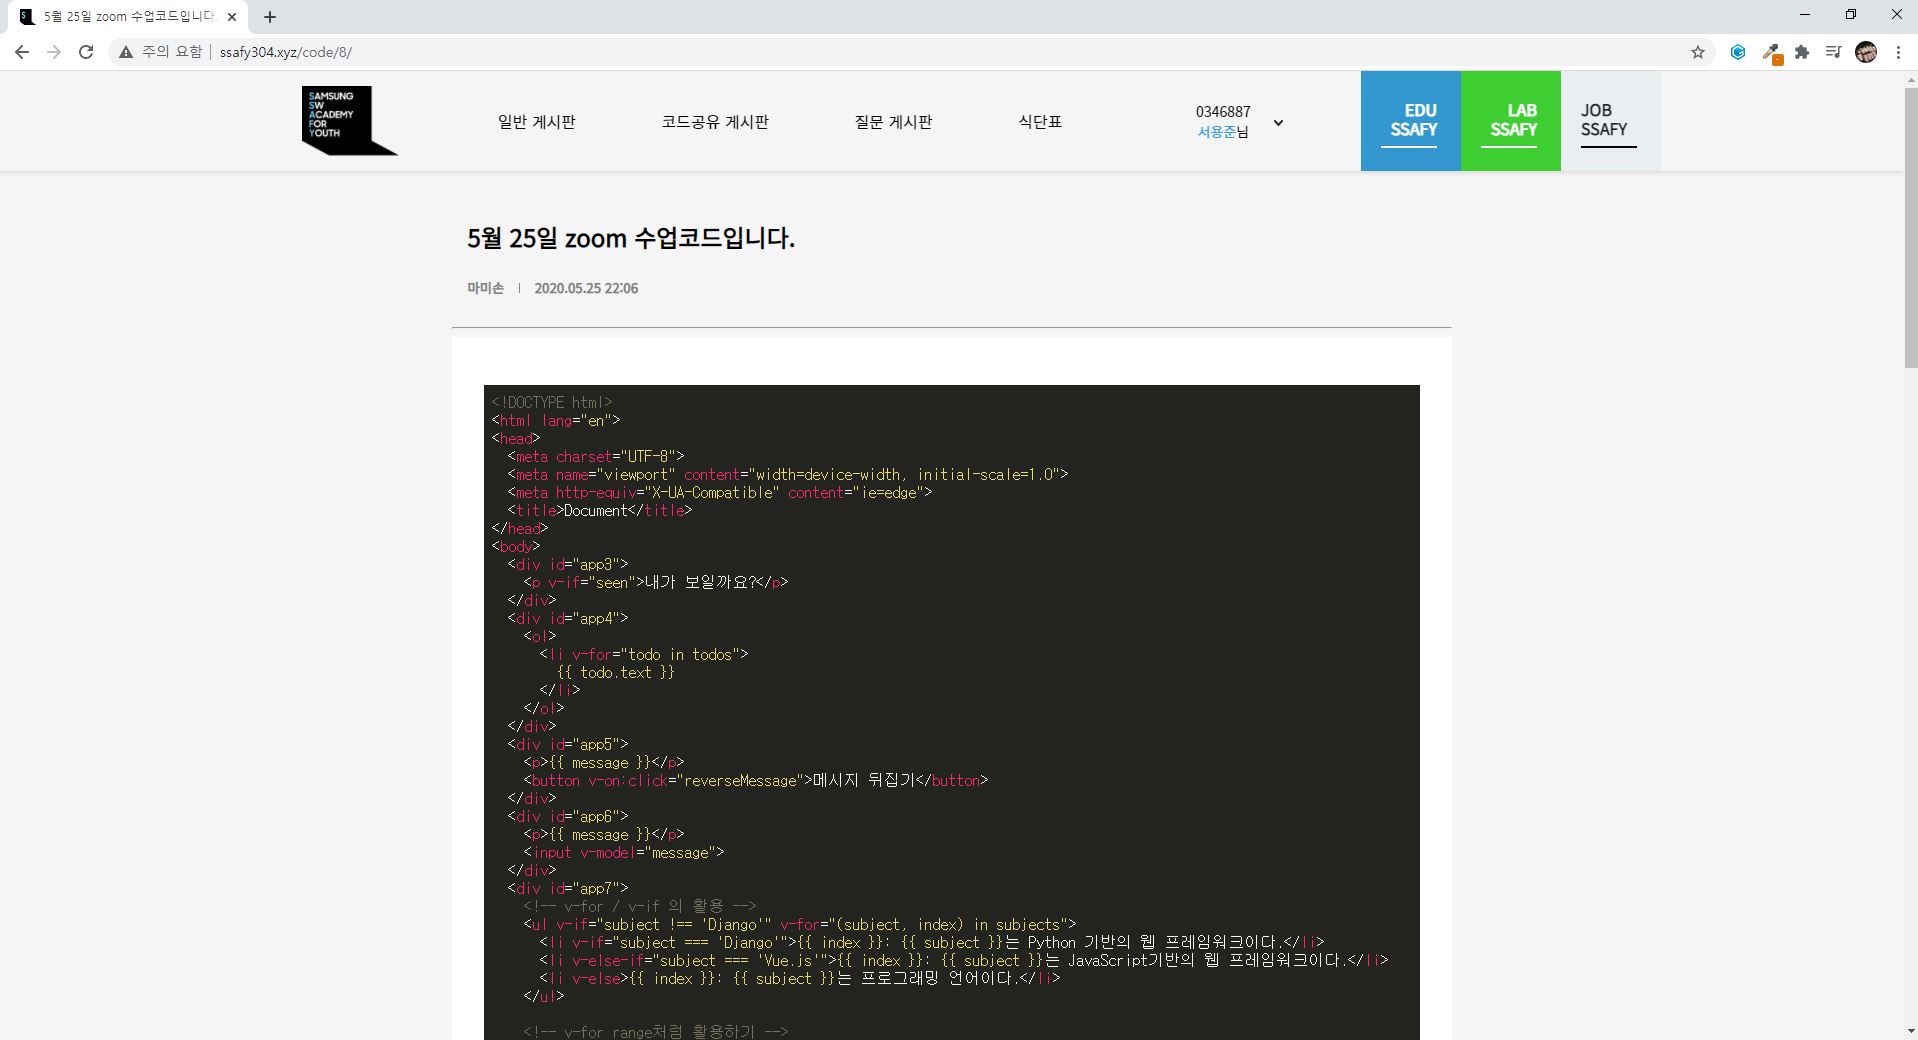 5월 25일 zoom 수업코드입니다.
주의 요함 | ssafy304.xyz/code/8/
SAMSUNG
SW
ACADEMY
FOR
YOUTH
일반 게시판
코드공유 게시판
질문 게시판
식단표
0346887
서용준님
EDU
SSAFY
LAB
SSAFY
JOB
SSAFY
5월 25일 zoom 수업코드입니다.
마미손 | 2020.05.25 22:06
<!DOCTYPE html>
<html lang="en">
<head>
  <meta charset="UTF-8">
  <meta name="viewport" content="width=device-width, initial-scale=1.0">
  <meta http-equiv="X-UA-Compatible" content="ie=edge">
  <title>Document</title>
</head>
<body>
  <div id="app3">
    <p v-if="seen">내가 보일까요?</p>
  </div>
  <div id="app4">
    <ol>
      <li v-for="todo in todos">
        {{ todo.text }}
      </li>
    </ol>
  </div>
  <div id="app5">
    <p>{{ message }}</p>
    <button v-on:click="reverseMessage">메시지 뒤집기</button>
  </div>
  <div id="app6">
    <p>{{ message }}</p>
    <input v-model="message">
  </div>
  <div id="app7">
    <!-- v-for / v-if 의 활용 -->
    <ul v-if="subject !== 'Django'" v-for="(subject, index) in subjects">
      <li v-if="subject === 'Django'">{{ index }}: {{ subject }}는 Python 기반의 웹 프레임워크이다.</li>
      <li v-else-if="subject === 'Vue.js'">{{ index }}: {{ subject }}는 JavaScript기반의 웹 프레임워크이다.</li>
      <li v-else>{{ index }}: {{ subject }}는 프로그래밍 언어이다.</li>
    </ul>
    <!-- v-for range처럼 활용하기 -->